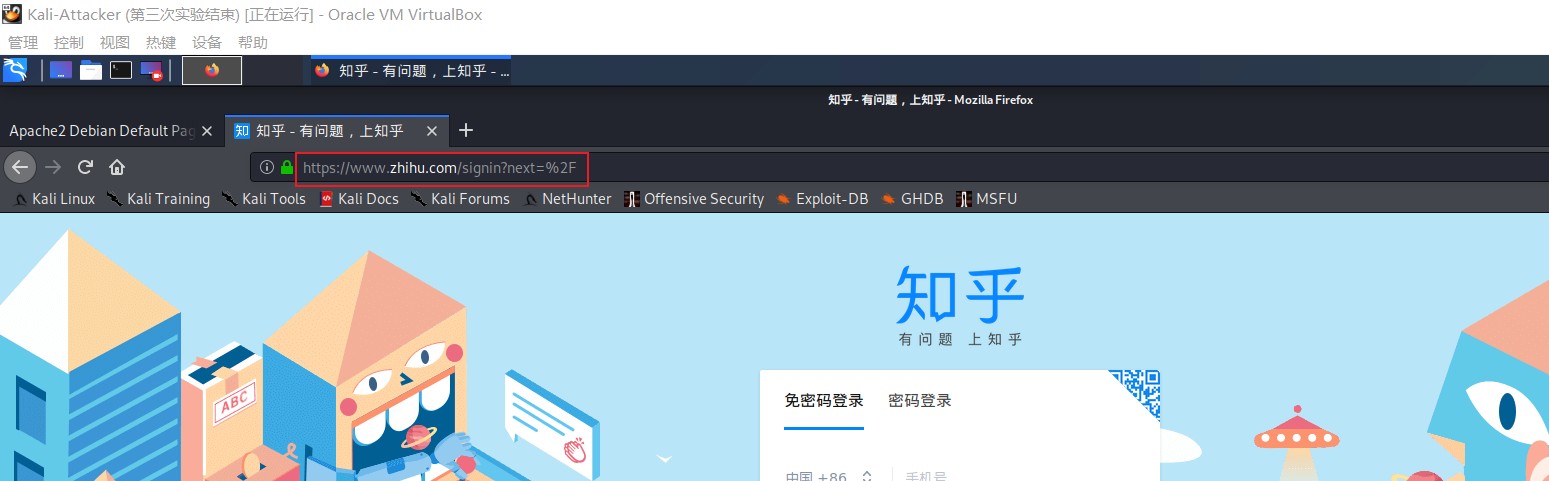 Kali-Attacker (第三次实验结束) [正在运行] - Oracle VM VirtualBox
管理 控制 视图 热键 设备 帮助
知乎 - 有问题，上知乎 - ...
知乎 - 有问题，上知乎 - Mozilla Firefox
Apache2 Debian Default Pag 知 知乎 - 有问题，上知乎
https://www.zhihu.com/signin?next=%2F
Kali Linux Kali Training Kali Tools Kali Docs Kali Forums NetHunter Offensive Security Exploit-DB GHDB MSFU
知乎
有问题 上知乎
ABC
免密码登录 密码登录
中国 +86 手机号